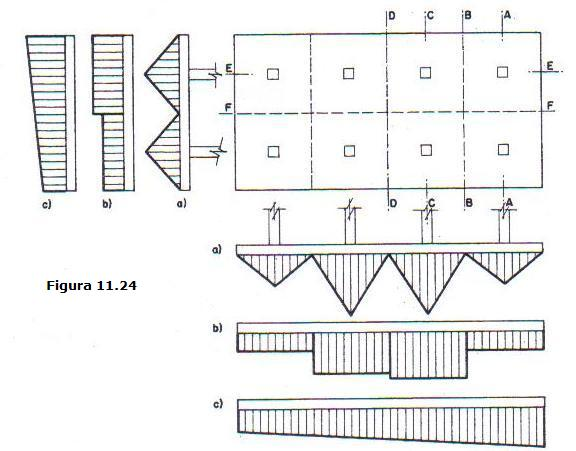 D C B A
E E
F F
c) b) a)
D C B A
a)
Figura 11.24
b)
c)